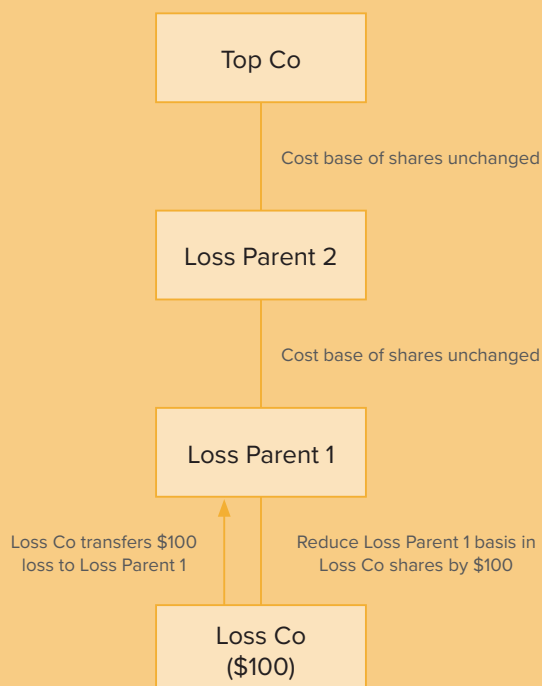 Top Co
Cost base of shares unchanged
Loss Parent 2
Cost base of shares unchanged
Loss Parent 1
Loss Co transfers $100
loss to Loss Parent 1
Reduce Loss Parent 1 basis in
Loss Co shares by $100
Loss Co
($100)